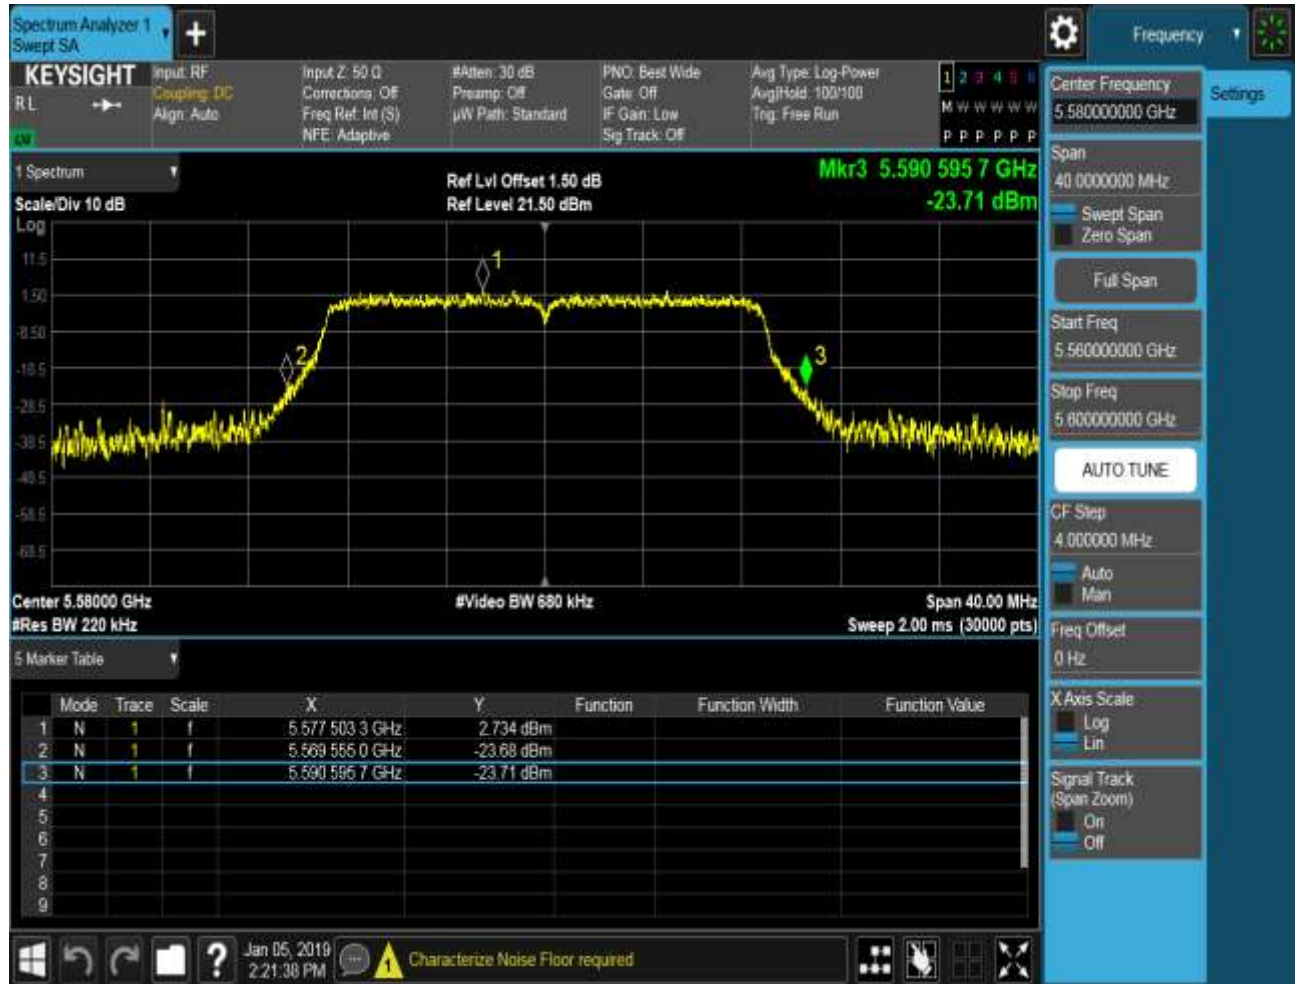 Spectrum Analyzer 1
Swept SA
+
Frequency
KEYSIGHT
RL
Input: RF
Coupling: DC
Align: Auto
Input Z: 50 Ω
Corrections: Off
Freq Ref: Int (S)
NFE: Adaptive
#Atten: 30 dB
Preamp: Off
µW Path: Standard
PNO: Best Wide
Gate: Off
IF Gain: Low
Sig Track: Off
Avg Type: Log-Power
Avg|Hold: 100/100
Trig: Free Run
1 2 3 4 5 6
M W W W W W
P P P P P P
1 Spectrum
Scale/Div 10 dB
Log
Ref Lvl Offset 1.50 dB
Ref Level 21.50 dBm
Mkr3 5.590 595 7 GHz
-23.71 dBm
11.5
1.50
-8.50
-18.5
-28.5
-38.5
-48.5
-58.5
-68.5
1
2
3
Center 5.58000 GHz
#Res BW 220 kHz
#Video BW 680 kHz
Span 40.00 MHz
Sweep 2.00 ms (30000 pts)
5 Marker Table
Mode Trace Scale X Y Function Function Width Function Value
1 N 1 f 5.577 503 3 GHz 2.734 dBm
2 N 1 f 5.569 555 0 GHz -23.68 dBm
3 N 1 f 5.590 595 7 GHz -23.71 dBm
4
5
6
7
8
9
Center Frequency
5.580000000 GHz
Settings
Span
40.0000000 MHz
Swept Span
Zero Span
Full Span
Start Freq
5.560000000 GHz
Stop Freq
5.600000000 GHz
AUTO TUNE
CF Step
4.000000 MHz
Auto
Man
Freq Offset
0 Hz
X Axis Scale
Log
Lin
Signal Track
(Span Zoom)
On
Off
?
Jan 05, 2019
2:21:38 PM
Characterize Noise Floor required